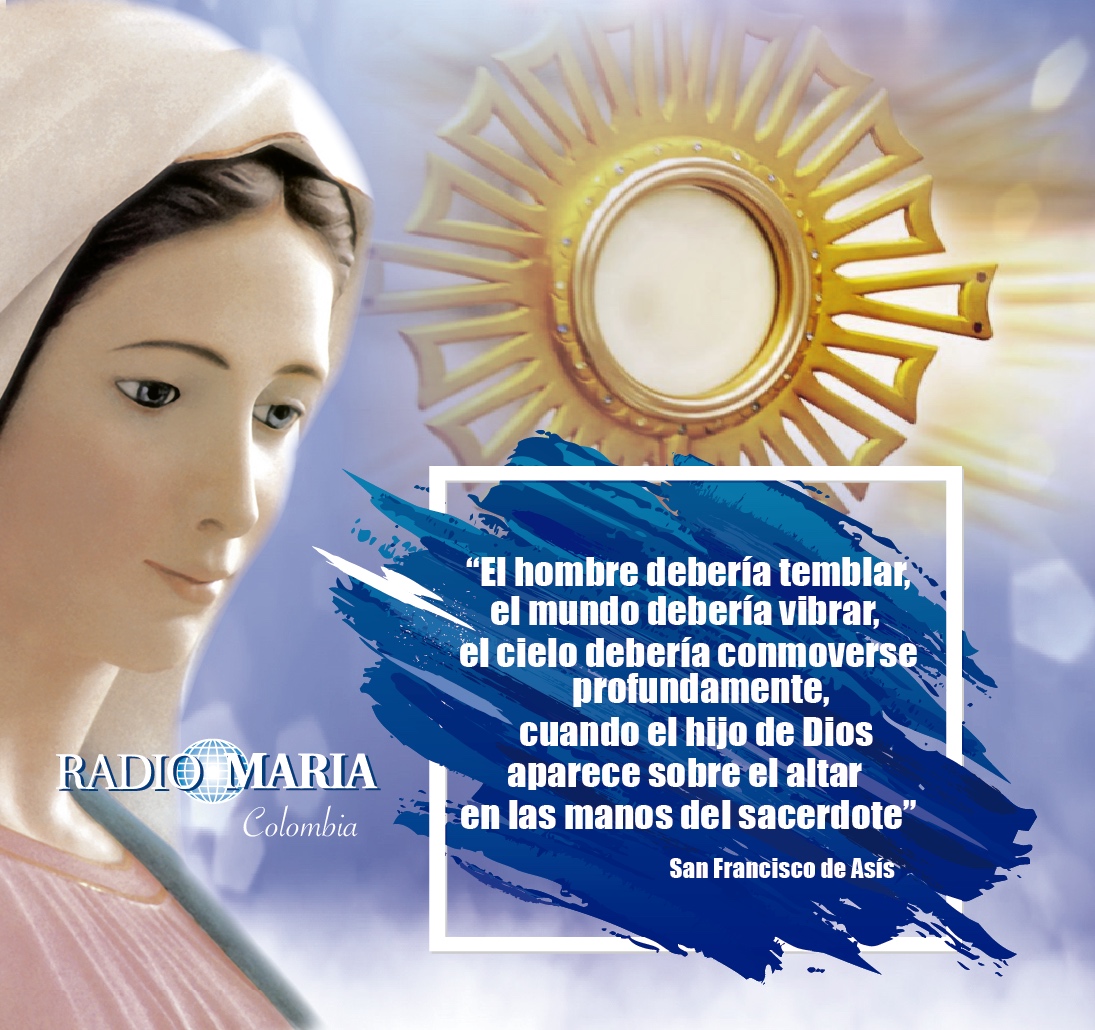 “El hombre debería temblar,
el mundo debería vibrar,
el cielo debería conmoverse
profundamente,
cuando el hijo de Dios
aparece sobre el altar
en las manos del sacerdote”
San Francisco de Asís
RADIO MARIA
Colombia